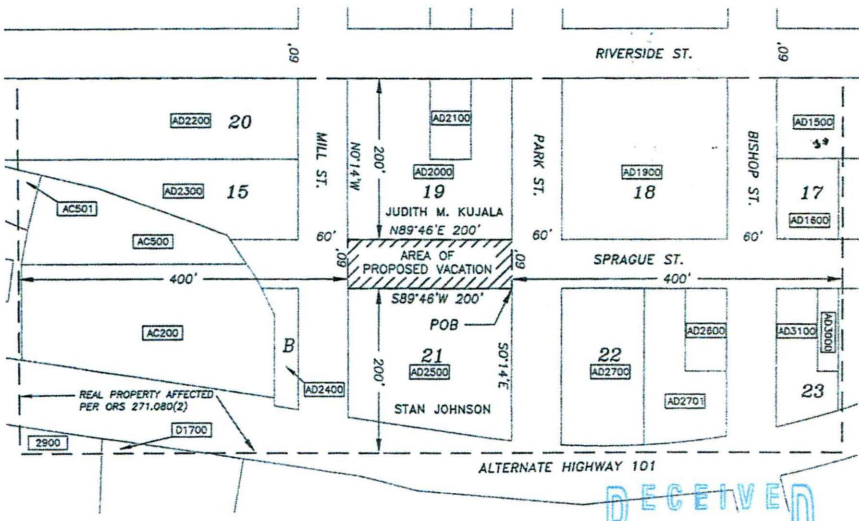 RIVERSIDE ST.
60'
60'
AD2200 20
MILL ST.
N0°14'W
200'
AD2100
AD2000
19
JUDITH M. KUJALA
N89°46'E 200'
PARK ST.
AD1900
18
BISHOP ST.
AD1500
17
AD1600
AD2300 15
AC501
AC500
60'
60'
60'
60'
AREA OF
PROPOSED VACATION
SPRAGUE ST.
400'
400'
S89°46'W 200'
POB
AC200
B
AD2400
200'
21
AD2500
S0°14'E
STAN JOHNSON
22
AD2700
AD2600
AD2701
AD3100
AD3000
23
REAL PROPERTY AFFECTED
PER ORS 271.080(2)
2900
D1700
ALTERNATE HIGHWAY 101
DECEIVED